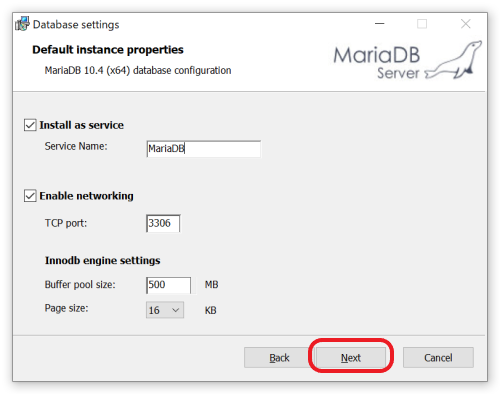 Database settings
Default instance properties
MariaDB 10.4 (x64) database configuration
MariaDB
Server
Install as service
Service Name: MariaDB
Enable networking
TCP port: 3306
Innodb engine settings
Buffer pool size: 500 MB
Page size: 16 KB
Back Next Cancel